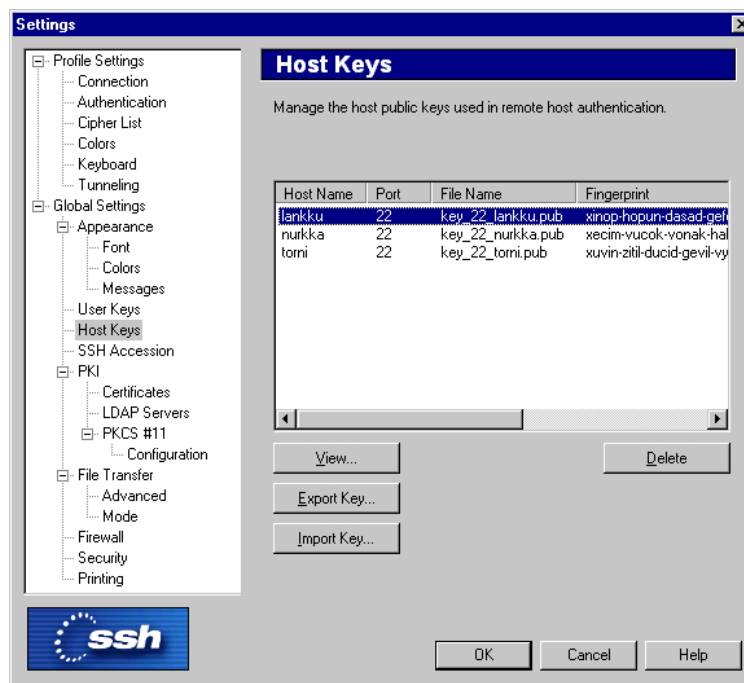 Settings
Profile Settings
Connection
Authentication
Cipher List
Colors
Keyboard
Tunneling
Global Settings
Appearance
Font
Colors
Messages
User Keys
Host Keys
SSH Accession
PKI
Certificates
LDAP Servers
PKCS #11
Configuration
File Transfer
Advanced
Mode
Firewall
Security
Printing
ssh
Host Keys
Manage the host public keys used in remote host authentication.
Host Name Port File Name Fingerprint
lankku 22 key_22_lankku.pub xinop-hopun-dasad-gef
nurkka 22 key_22_nurkka.pub xecim-vucok-vonak-hal
torni 22 key_22_torni.pub xuvin-zitil-ducid-gevil-vy
View...
Delete
Export Key...
Import Key...
OK Cancel Help